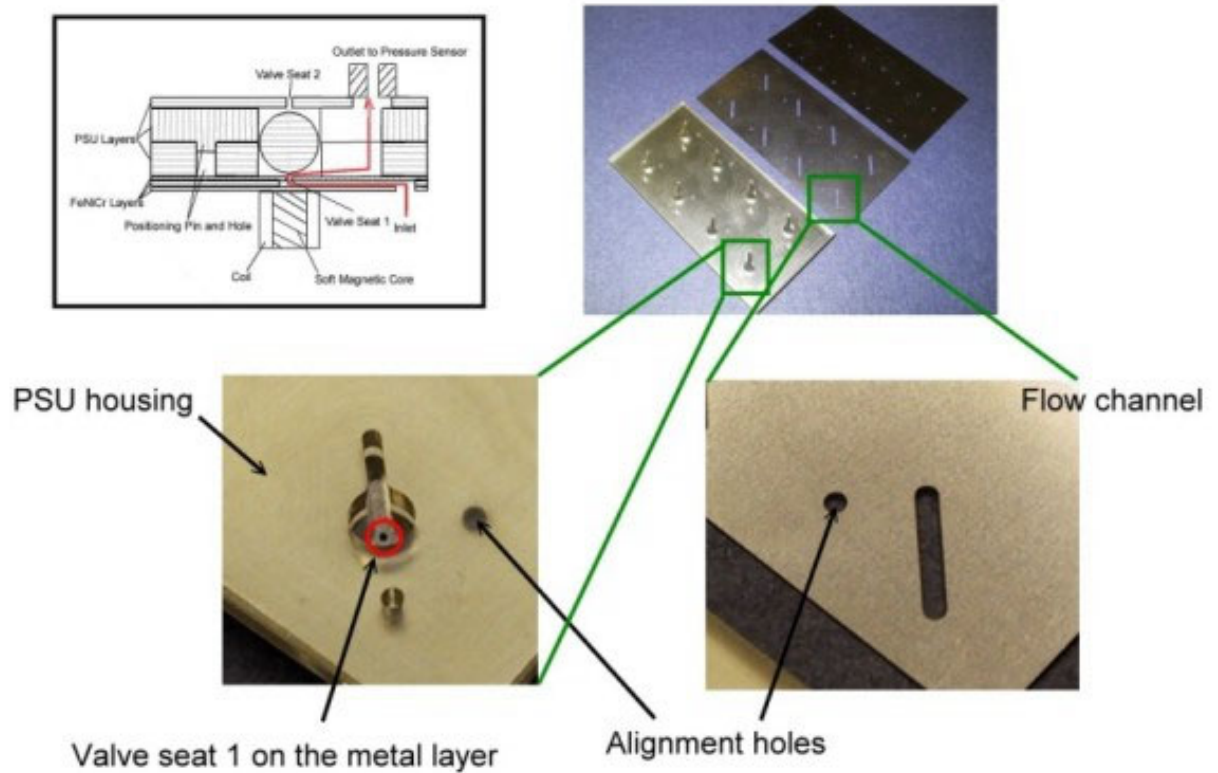 Outlet to Pressure Sensor
Valve Seat 2
PSU Layers
FeNiCr Layers
Positioning Pin and Hole
Valve Seat 1
Inlet
Coil
Soft Magnetic Core
PSU housing
Flow channel
Valve seat 1 on the metal layer
Alignment holes